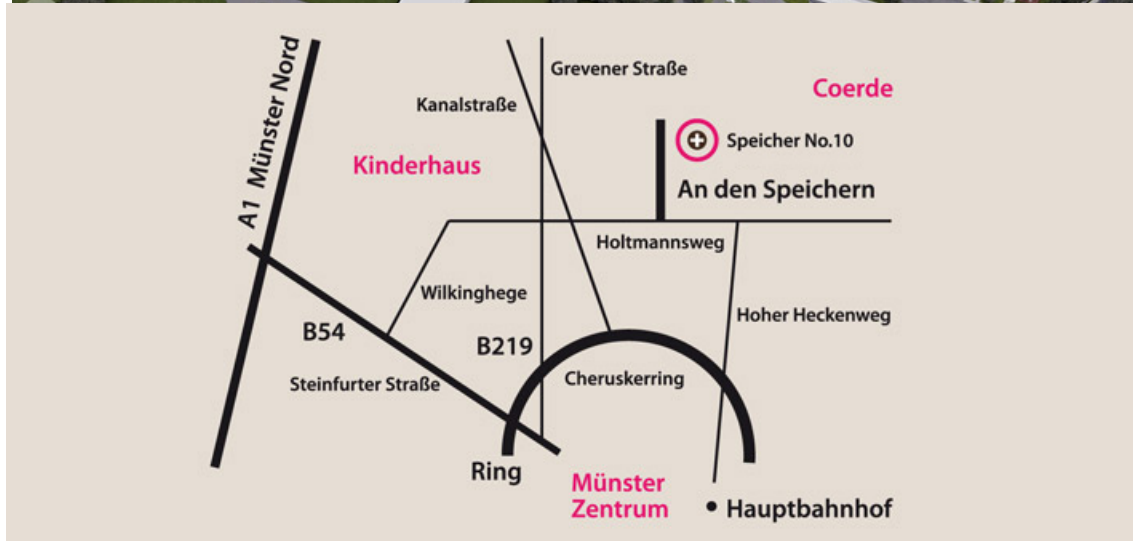 Grevener Straße
Coerde
Kanalstraße
A1 Münster Nord
Speicher No.10
Kinderhaus
An den Speichern
Holtmannsweg
Wilkinghege
Hoher Heckenweg
B54
B219
Cheruskerring
Steinfurter Straße
Ring
Münster
Zentrum
Hauptbahnhof